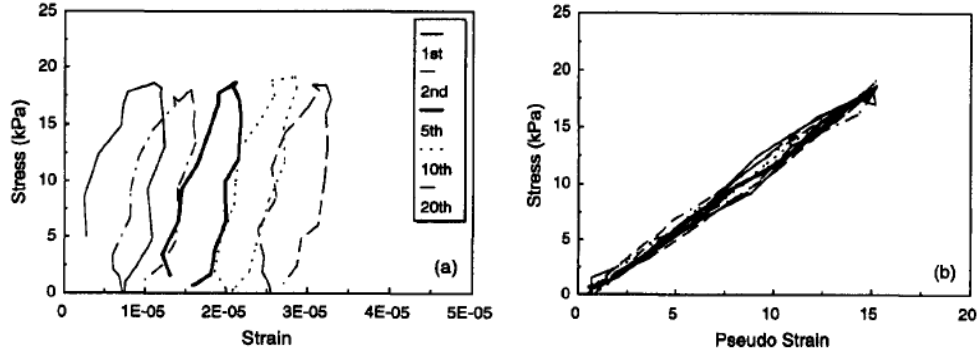 25
20
15
10
5
0
Stress (kPa)
1st
2nd
5th
10th
20th
(a)
0 1E-05 2E-05 3E-05 4E-05 5E-05
Strain
25
20
15
10
5
0
Stress (kPa)
(b)
0 5 10 15 20
Pseudo Strain